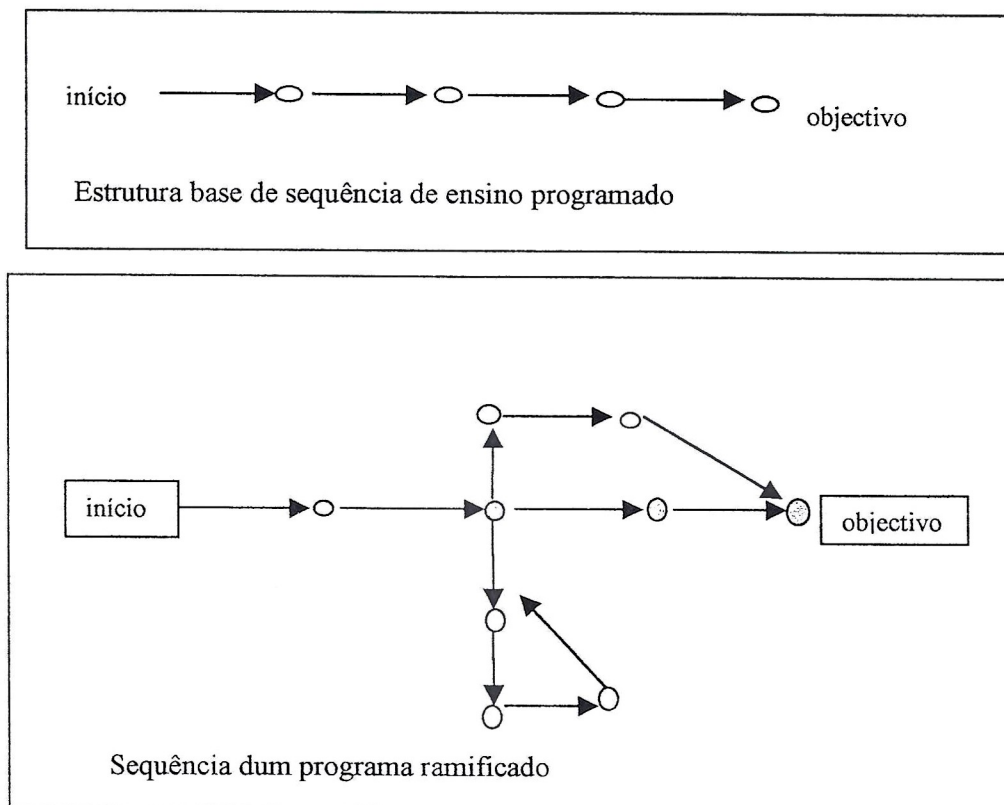 início
objectivo
Estrutura base de sequência de ensino programado
início
objectivo
Sequência dum programa ramificado